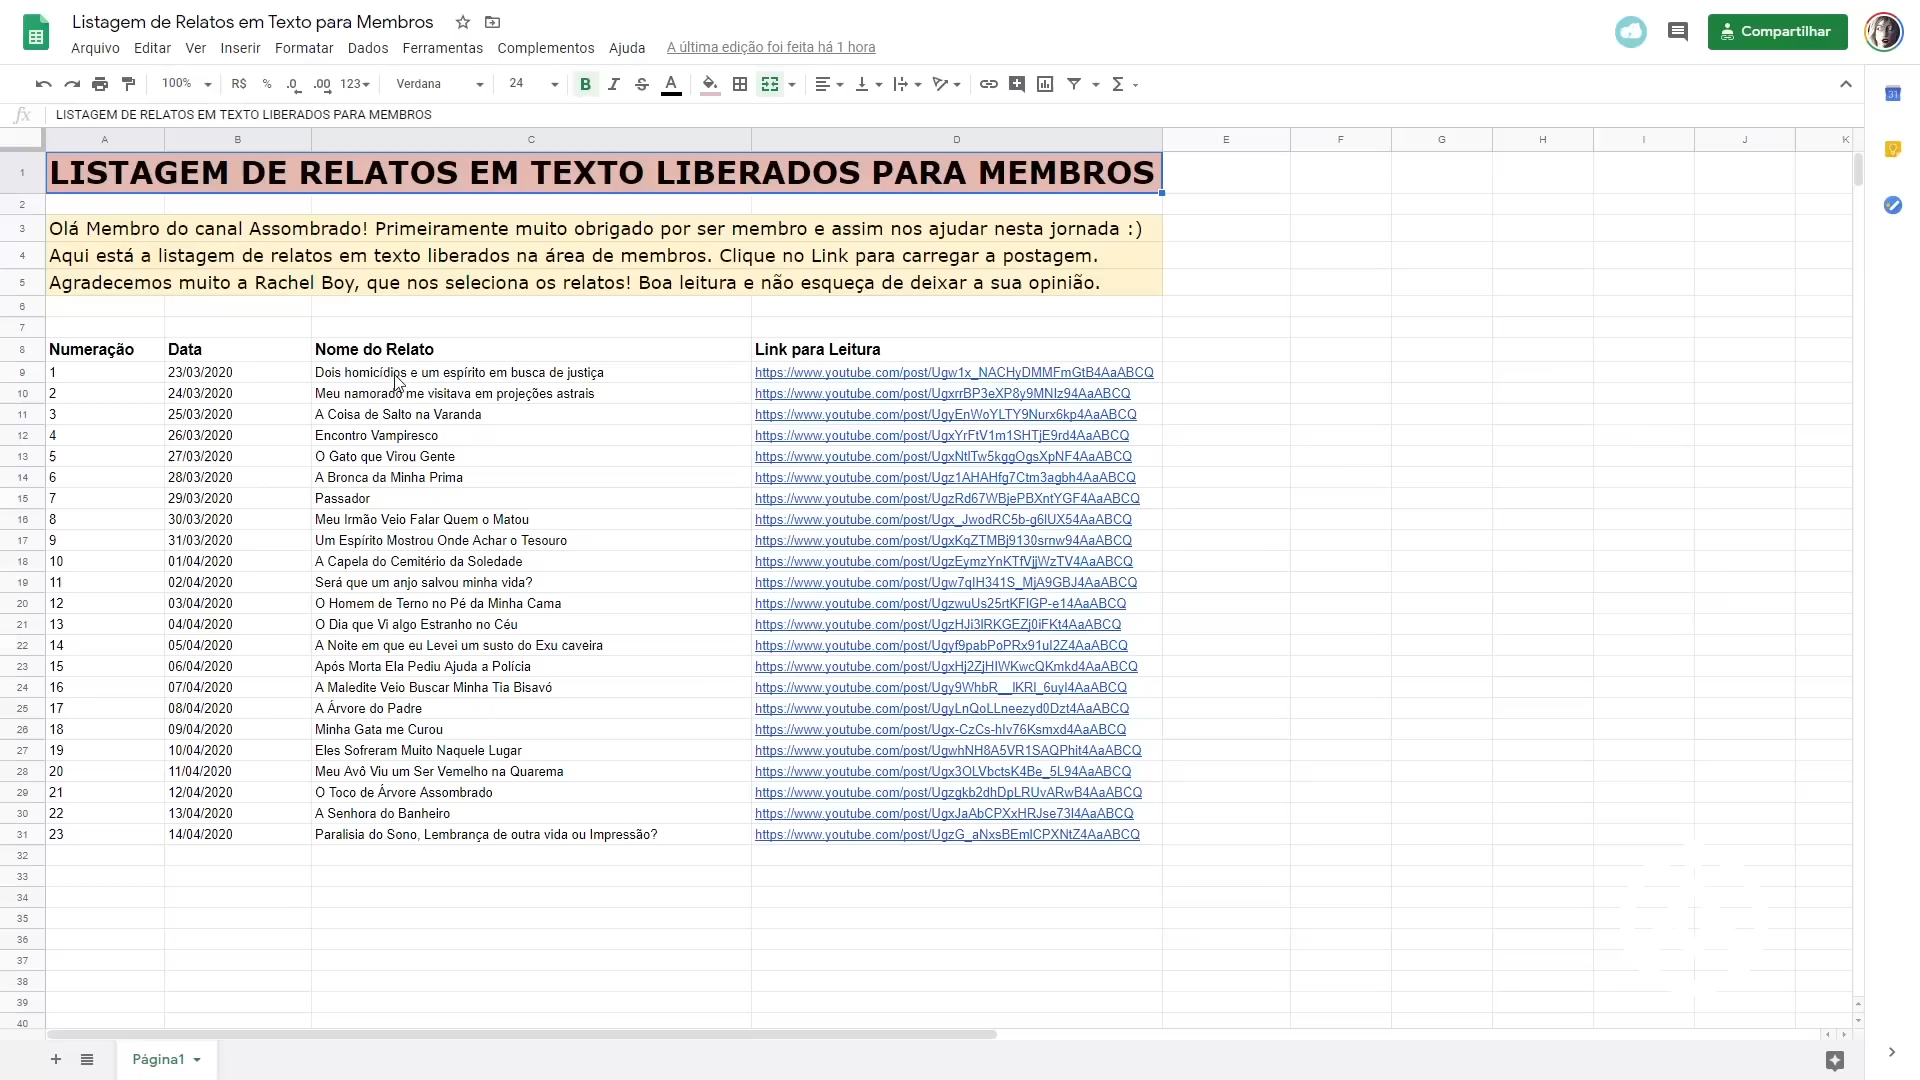 Listagem de Relatos em Texto para Membros
Arquivo Editar Ver Inserir Formatar Dados Ferramentas Complementos Ajuda A última edição foi feita há 1 hora
Compartilhar
100% R$ % .0 .00 123 Verdana 24 B I S A
fx LISTAGEM DE RELATOS EM TEXTO LIBERADOS PARA MEMBROS
A B C D E F G H I J K
1 LISTAGEM DE RELATOS EM TEXTO LIBERADOS PARA MEMBROS
2
3 Olá Membro do canal Assombrado! Primeiramente muito obrigado por ser membro e assim nos ajudar nesta jornada :)
4 Aqui está a listagem de relatos em texto liberados na área de membros. Clique no Link para carregar a postagem.
5 Agradecemos muito a Rachel Boy, que nos seleciona os relatos! Boa leitura e não esqueça de deixar a sua opinião.
6
7
8 Numeração Data Nome do Relato Link para Leitura
9 1 23/03/2020 Dois homicídios e um espírito em busca de justiça https://www.youtube.com/post/Ugw1x_NACHyDMMFmGtB4AaABCQ
10 2 24/03/2020 Meu namorado me visitava em projeções astrais https://www.youtube.com/post/UgxrrBP3eXP8y9MNIz94AaABCQ
11 3 25/03/2020 A Coisa de Salto na Varanda https://www.youtube.com/post/UgyEnWoYLTY9Nurx6kp4AaABCQ
12 4 26/03/2020 Encontro Vampiresco https://www.youtube.com/post/UgxYrFtV1m1SHTjE9rd4AaABCQ
13 5 27/03/2020 O Gato que Virou Gente https://www.youtube.com/post/UgxNtlTw5kggOgsXpNF4AaABCQ
14 6 28/03/2020 A Bronca da Minha Prima https://www.youtube.com/post/Ugz1AHAHfg7Ctm3agbh4AaABCQ
15 7 29/03/2020 Passador https://www.youtube.com/post/UgzRd67WBjePBXntYGF4AaABCQ
16 8 30/03/2020 Meu Irmão Veio Falar Quem o Matou https://www.youtube.com/post/Ugx_JwodRC5b-g6lUX54AaABCQ
17 9 31/03/2020 Um Espírito Mostrou Onde Achar o Tesouro https://www.youtube.com/post/UgxKqZTMBj9130srnw94AaABCQ
18 10 01/04/2020 A Capela do Cemitério da Soledade https://www.youtube.com/post/UgzEymzYnKTfVjjWzTV4AaABCQ
19 11 02/04/2020 Será que um anjo salvou minha vida? https://www.youtube.com/post/Ugw7qIH341S_MjA9GBJ4AaABCQ
20 12 03/04/2020 O Homem de Terno no Pé da Minha Cama https://www.youtube.com/post/UgzwuUs25rtKFIGP-e14AaABCQ
21 13 04/04/2020 O Dia que Vi algo Estranho no Céu https://www.youtube.com/post/UgzHJi3lRKGEZj0iFKt4AaABCQ
22 14 05/04/2020 A Noite em que eu Levei um susto do Exu caveira https://www.youtube.com/post/Ugyf9pabPoPRx91uI2Z4AaABCQ
23 15 06/04/2020 Após Morta Ela Pediu Ajuda a Polícia https://www.youtube.com/post/UgxHj2ZjHIWKwcQKmkd4AaABCQ
24 16 07/04/2020 A Maledite Veio Buscar Minha Tia Bisavó https://www.youtube.com/post/Ugy9WhbR__lKRI_6uyI4AaABCQ
25 17 08/04/2020 A Árvore do Padre https://www.youtube.com/post/UgyLnQoLLneezyd0Dzt4AaABCQ
26 18 09/04/2020 Minha Gata me Curou https://www.youtube.com/post/Ugx-CzCs-hIv76Ksmxd4AaABCQ
27 19 10/04/2020 Eles Sofreram Muito Naquele Lugar https://www.youtube.com/post/UgwhNH8A5VR1SAQPhit4AaABCQ
28 20 11/04/2020 Meu Avô Viu um Ser Vemelho na Quarema https://www.youtube.com/post/Ugx3OLVbctsK4Be_5L94AaABCQ
29 21 12/04/2020 O Toco de Árvore Assombrado https://www.youtube.com/post/Ugzgkb2dhDpLRUvARwB4AaABCQ
30 22 13/04/2020 A Senhora do Banheiro https://www.youtube.com/post/UgxJaAbCPXxHRJse73l4AaABCQ
31 23 14/04/2020 Paralisia do Sono, Lembrança de outra vida ou Impressão? https://www.youtube.com/post/UgzG_aNxsBEmlCPXNtZ4AaABCQ
32
33
34
35
36
37
38
39
40
Página1